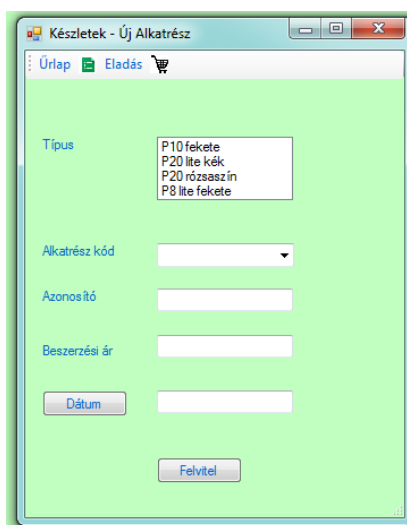 Készletek - Új Alkatrész
Űrlap Eladás
Típus
P10 fekete
P20 lite kék
P20 rózsaszín
P8 lite fekete
Alkatrész kód
Azonosító
Beszerzési ár
Dátum
Felvitel